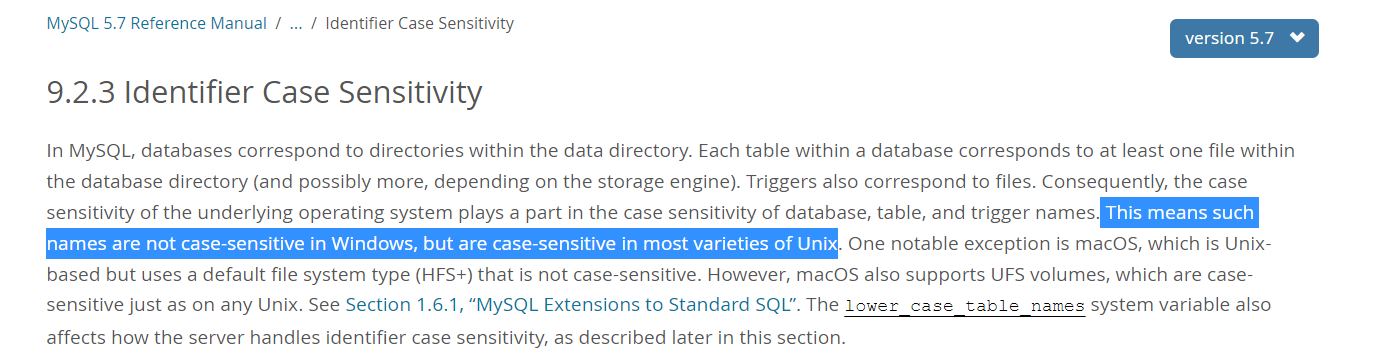 MySQL 5.7 Reference Manual / ... / Identifier Case Sensitivity
version 5.7
9.2.3 Identifier Case Sensitivity
In MySQL, databases correspond to directories within the data directory. Each table within a database corresponds to at least one file within
the database directory (and possibly more, depending on the storage engine). Triggers also correspond to files. Consequently, the case
sensitivity of the underlying operating system plays a part in the case sensitivity of database, table, and trigger names. This means such
names are not case-sensitive in Windows, but are case-sensitive in most varieties of Unix. One notable exception is macOS, which is Unix-
based but uses a default file system type (HFS+) that is not case-sensitive. However, macOS also supports UFS volumes, which are case-
sensitive just as on any Unix. See Section 1.6.1, “MySQL Extensions to Standard SQL”. The lower_case_table_names system variable also
affects how the server handles identifier case sensitivity, as described later in this section.